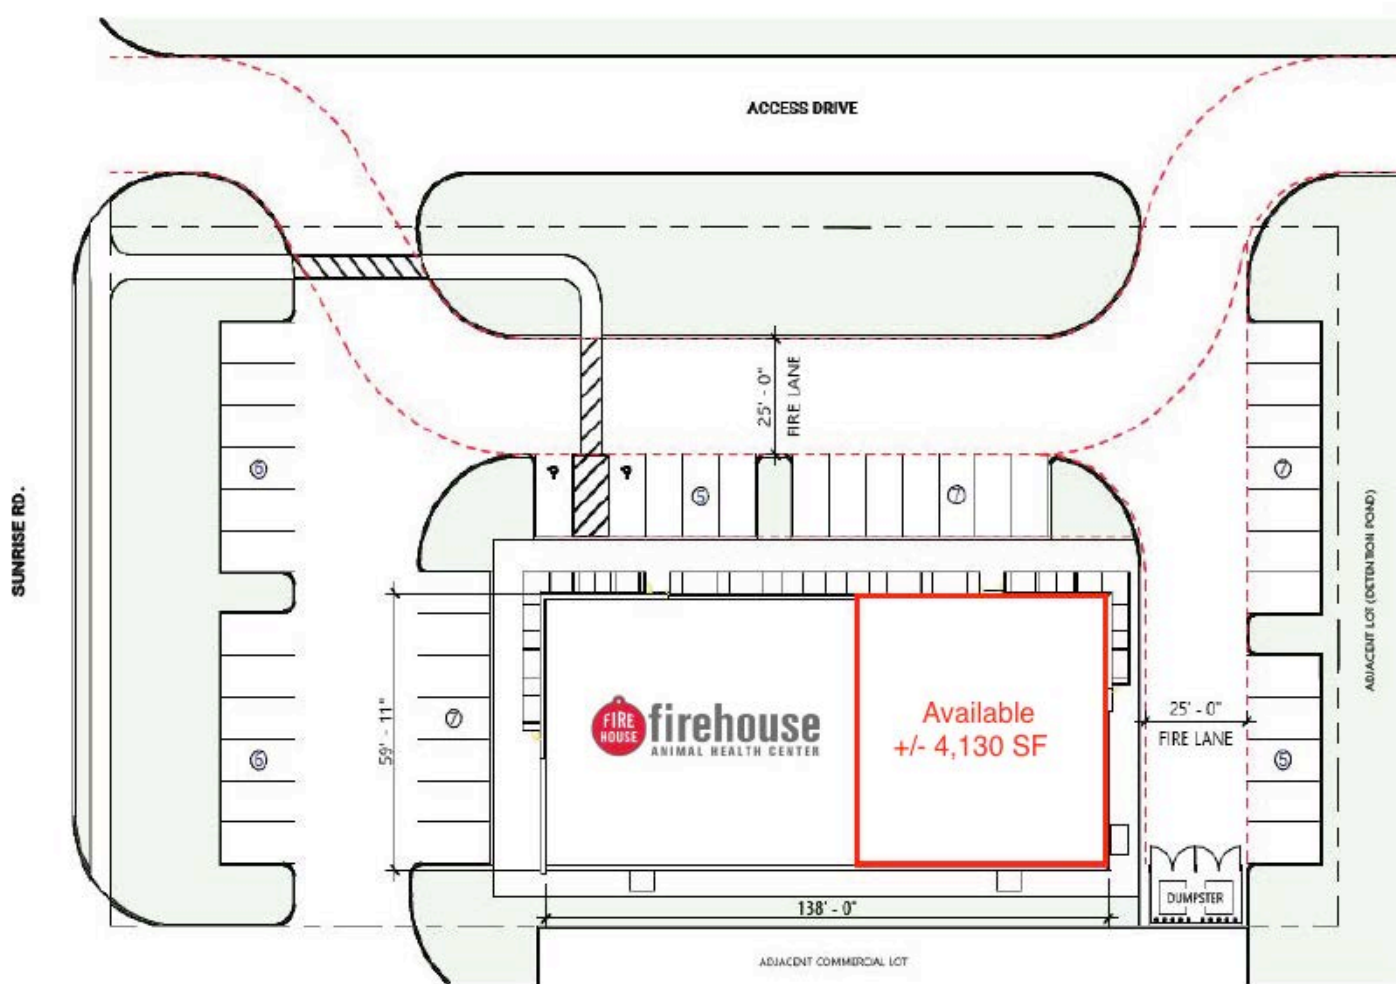 ACCESS DRIVE
25' - 0"
FIRE LANE
6
5
7
7
SUNRISE RD.
ADJACENT LOT (DETENTION POND)
59' - 11"
7
6
FIRE
HOUSE
firehouse
ANIMAL HEALTH CENTER
Available
+/- 4,130 SF
25' - 0"
FIRE LANE
5
DUMPSTER
138' - 0"
ADJACENT COMMERCIAL LOT